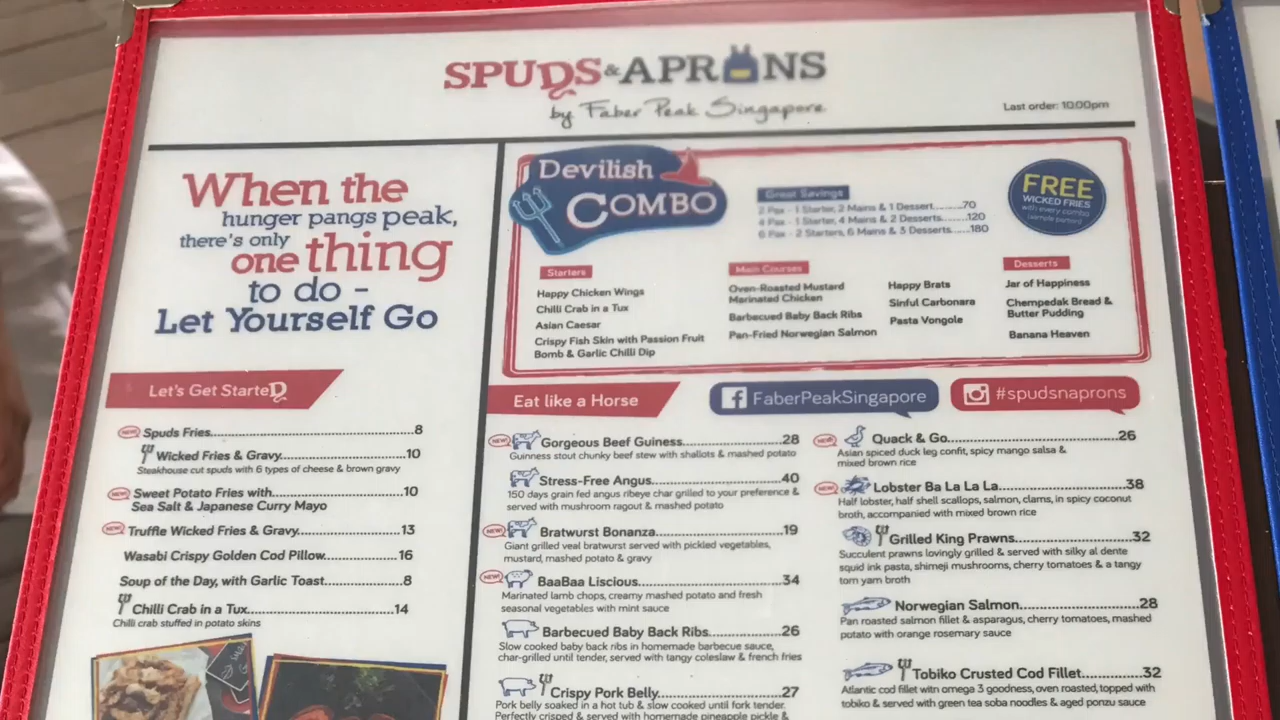 SPUDS & APRONS
by Faber Peak Singapore
Last order: 10:00pm
When the
hunger pangs peak,
there's only
one thing
to do -
Let Yourself Go
Devilish
COMBO
Great Savings
2 Pax - 1 Starter, 2 Mains & 1 Dessert..........70
4 Pax - 1 Starter, 4 Mains & 2 Desserts.......120
6 Pax - 2 Starters, 6 Mains & 3 Desserts......180
FREE
WICKED FRIES
with every combo
Starters
Happy Chicken Wings
Chilli Crab in a Tux
Asian Caesar
Crispy Fish Skin with Passion Fruit
Bomb & Garlic Chilli Dip
Main Courses
Oven-Roasted Mustard
Marinated Chicken
Barbecued Baby Back Ribs
Pan-Fried Norwegian Salmon
Happy Brats
Sinful Carbonara
Pasta Vongole
Desserts
Jar of Happiness
Chempedak Bread &
Butter Pudding
Banana Heaven
Let's Get StarteD
NEW! Spuds Fries.......8
Wicked Fries & Gravy.......10
Steakhouse cut spuds with 6 types of cheese & brown gravy
NEW! Sweet Potato Fries with.......10
Sea Salt & Japanese Curry Mayo
NEW! Truffle Wicked Fries & Gravy.......13
Wasabi Crispy Golden Cod Pillow.......16
Soup of the Day, with Garlic Toast.......8
Chilli Crab in a Tux.......14
Chilli crab stuffed in potato skins
Eat like a Horse
FaberPeakSingapore
#spudsnaprons
NEW! Gorgeous Beef Guiness.......28
Guinness stout chunky beef stew with shallots & mashed potato
Stress-Free Angus.......40
150 days grain fed angus ribeye char grilled to your preference &
served with mushroom ragout & mashed potato
NEW! Bratwurst Bonanza.......19
Giant grilled veal bratwurst served with pickled vegetables,
mustard, mashed potato & gravy
NEW! BaaBaa Liscious.......34
Marinated lamb chops, creamy mashed potato and fresh
seasonal vegetables with mint sauce
Barbecued Baby Back Ribs.......26
Slow cooked baby back ribs in homemade barbecue sauce,
char-grilled until tender, served with tangy coleslaw & french fries
Crispy Pork Belly.......27
Pork belly soaked in a hot tub & slow cooked until fork tender.
Perfectly crisped & served with homemade pineapple pickle &
NEW! Quack & Go.......26
Asian spiced duck leg confit, spicy mango salsa &
mixed brown rice
NEW! Lobster Ba La La La.......38
Half lobster, half shell scallops, salmon, clams, in spicy coconut
broth, accompanied with mixed brown rice
Grilled King Prawns.......32
Succulent prawns lovingly grilled & served with silky al dente
squid ink pasta, shimeji mushrooms, cherry tomatoes & a tangy
tom yam broth
Norwegian Salmon.......28
Pan roasted salmon fillet & asparagus, cherry tomatoes, mashed
potato with orange rosemary sauce
Tobiko Crusted Cod Fillet.......32
Atlantic cod fillet with omega 3 goodness, oven roasted, topped with
tobiko & served with green tea soba noodles & aged ponzu sauce